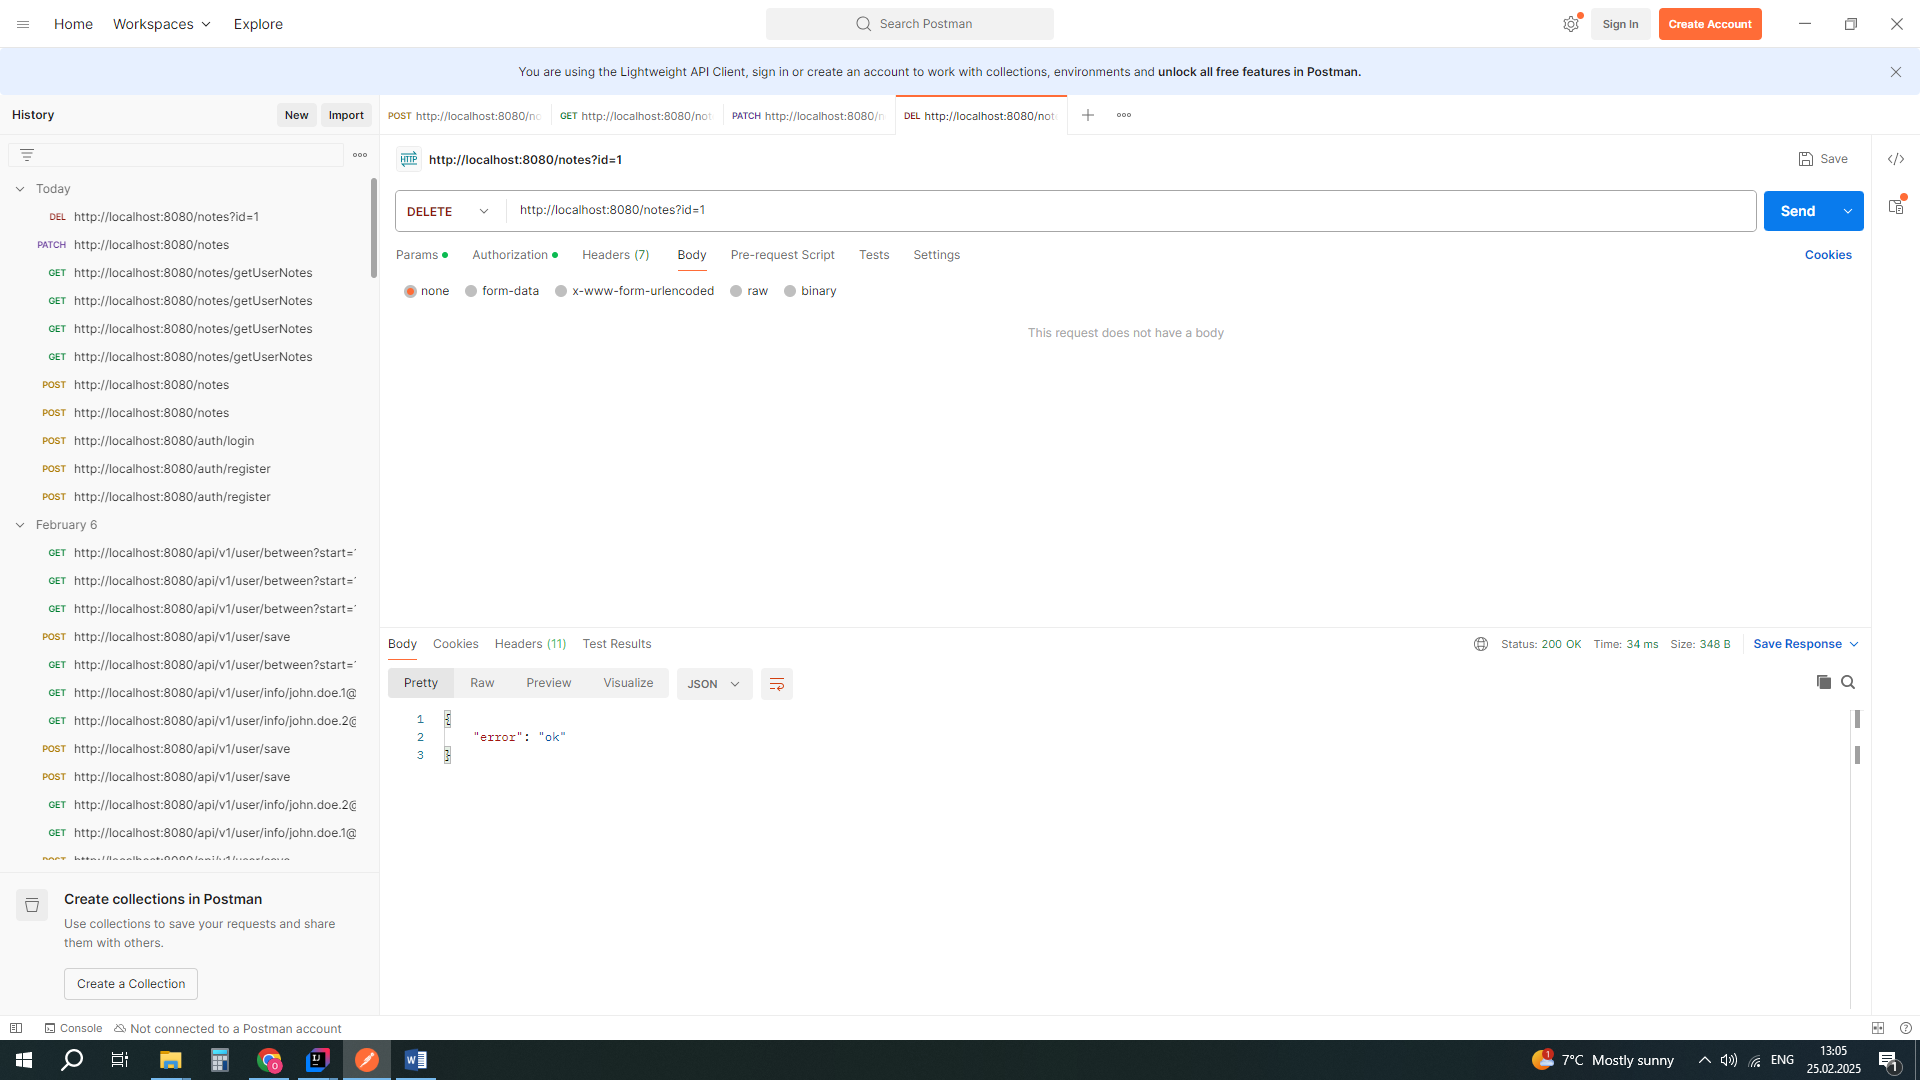 Home Workspaces Explore
Search Postman
Sign In Create Account
You are using the Lightweight API Client, sign in or create an account to work with collections, environments and unlock all free features in Postman.
History New Import
POST http://localhost:8080/no GET http://localhost:8080/not PATCH http://localhost:8080/n DEL http://localhost:8080/not
HTTP http://localhost:8080/notes?id=1 Save
Today
DEL http://localhost:8080/notes?id=1
PATCH http://localhost:8080/notes
GET http://localhost:8080/notes/getUserNotes
GET http://localhost:8080/notes/getUserNotes
GET http://localhost:8080/notes/getUserNotes
GET http://localhost:8080/notes/getUserNotes
POST http://localhost:8080/notes
POST http://localhost:8080/notes
POST http://localhost:8080/auth/login
POST http://localhost:8080/auth/register
POST http://localhost:8080/auth/register
February 6
GET http://localhost:8080/api/v1/user/between?start=
GET http://localhost:8080/api/v1/user/between?start=
GET http://localhost:8080/api/v1/user/between?start=
POST http://localhost:8080/api/v1/user/save
GET http://localhost:8080/api/v1/user/between?start=
GET http://localhost:8080/api/v1/user/info/john.doe.1@
GET http://localhost:8080/api/v1/user/info/john.doe.2@
POST http://localhost:8080/api/v1/user/save
POST http://localhost:8080/api/v1/user/save
GET http://localhost:8080/api/v1/user/info/john.doe.2@
GET http://localhost:8080/api/v1/user/info/john.doe.1@
POST http://localhost:8080/api/v1/user/save
Create collections in Postman
Use collections to save your requests and share
them with others.
Create a Collection
DELETE http://localhost:8080/notes?id=1 Send
Params Authorization Headers (7) Body Pre-request Script Tests Settings Cookies
none form-data x-www-form-urlencoded raw binary
This request does not have a body
Body Cookies Headers (11) Test Results Status: 200 OK Time: 34 ms Size: 348 B Save Response
Pretty Raw Preview Visualize JSON
1 {
2 "error": "ok"
3 }
Console Not connected to a Postman account
1 7°C Mostly sunny ENG 13:05
25.02.2025 1